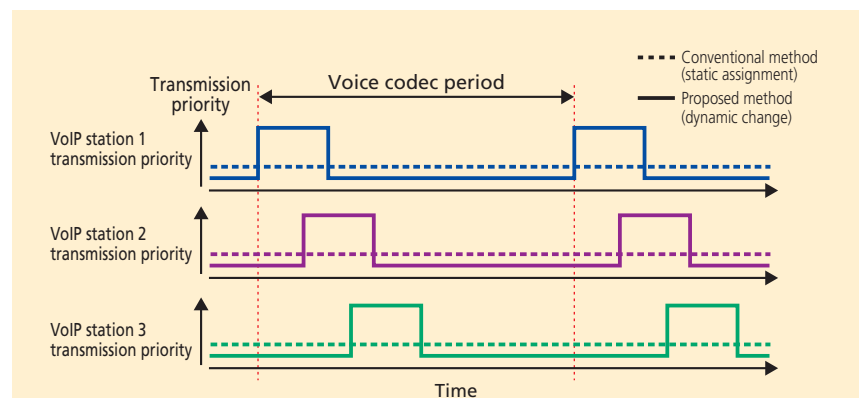 Conventional method
(static assignment)
Proposed method
(dynamic change)
Transmission
priority
Voice codec period
VoIP station 1
transmission priority
VoIP station 2
transmission priority
VoIP station 3
transmission priority
Time